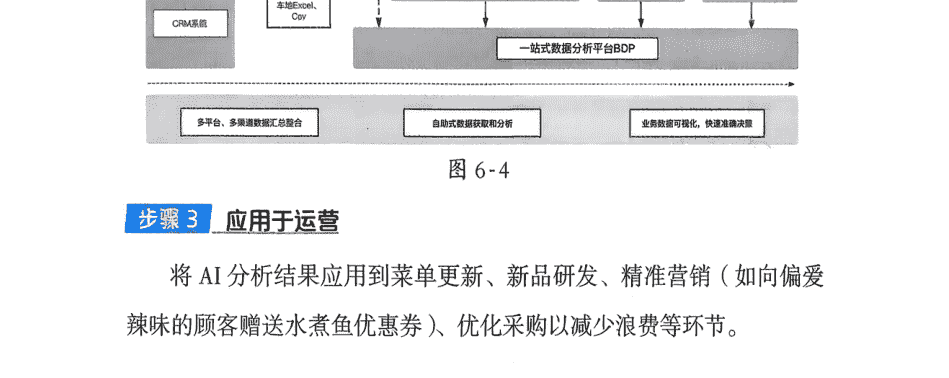 车地Excel、
Csv
CRM系统
一站式数据分析平台BDP
多平台、多渠道数据汇总整合
自助式数据获取和分析
业务数据可视化，快速准确决策
图 6-4
步骤 3 应用于运营
将 AI 分析结果应用到菜单更新、新品研发、精准营销（如向偏爱
辣味的顾客赠送水煮鱼优惠券）、优化采购以减少浪费等环节。